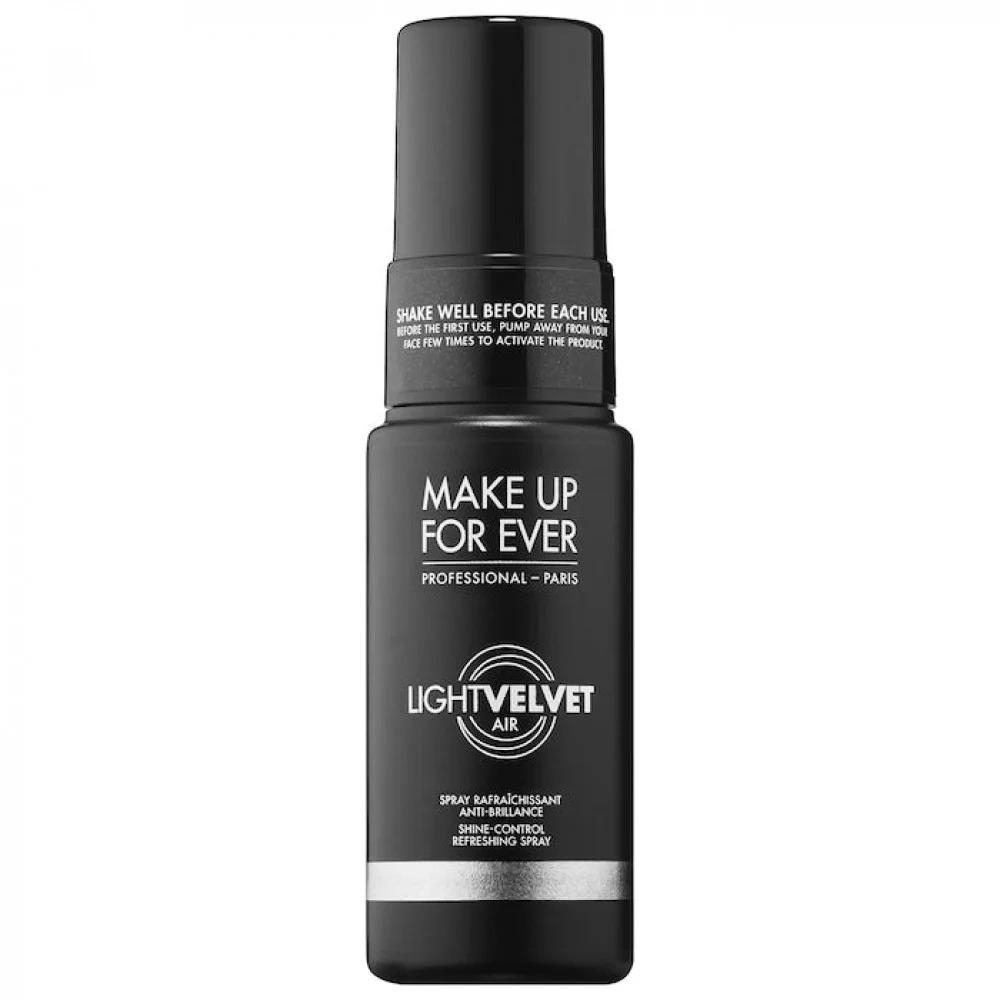 SHAKE WELL BEFORE EACH USE.
BEFORE THE FIRST USE, PUMP AWAY FROM YOUR
FACE FEW TIMES TO ACTIVATE THE PRODUCT.
MAKE UP
FOR EVER
PROFESSIONAL – PARIS
LIGHTVELVET
AIR
SPRAY RAFRAÎCHISSANT
ANTI-BRILLANCE
SHINE-CONTROL
REFRESHING SPRAY